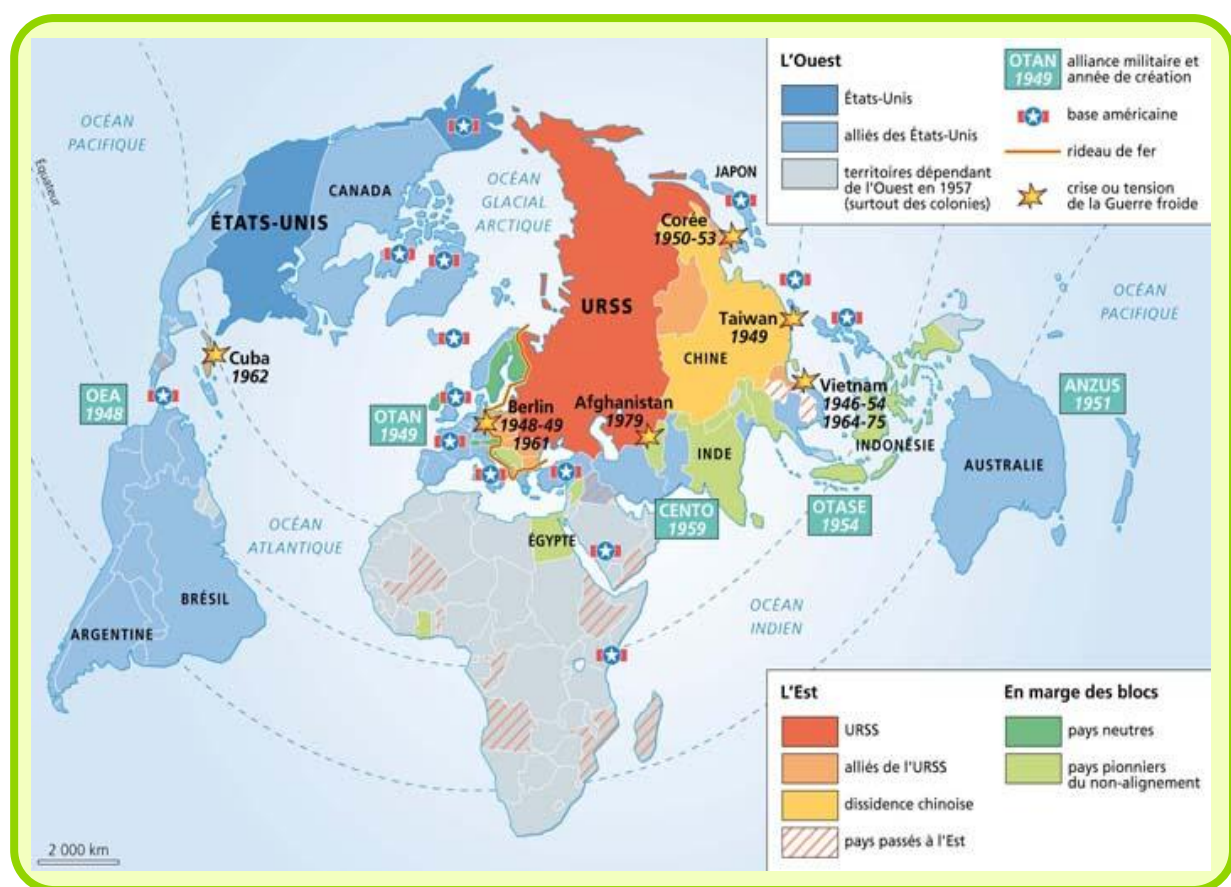 L'Ouest
États-Unis
alliés des États-Unis
territoires dépendant
de l'Ouest en 1957
(surtout des colonies)
OTAN
1949
alliance militaire et
année de création
base américaine
rideau de fer
crise ou tension
de la Guerre froide
OCÉAN
PACIFIQUE
Équateur
CANADA
ÉTATS-UNIS
OCÉAN
GLACIAL
ARCTIQUE
JAPON
Corée
1950-53
URSS
Taiwan
1949
CHINE
OCÉAN
PACIFIQUE
Cuba
1962
OEA
1948
OTAN
1949
Berlin
1948-49
1961
Afghanistan
1979
Vietnam
1946-54
1964-75
ANZUS
1951
INDE
INDONÉSIE
AUSTRALIE
CENTO
1959
OTASE
1954
OCÉAN
ATLANTIQUE
ÉGYPTE
BRÉSIL
ARGENTINE
OCÉAN
INDIEN
L'Est
URSS
alliés de l'URSS
dissidence chinoise
pays passés à l'Est
En marge des blocs
pays neutres
pays pionniers
du non-alignement
2 000 km